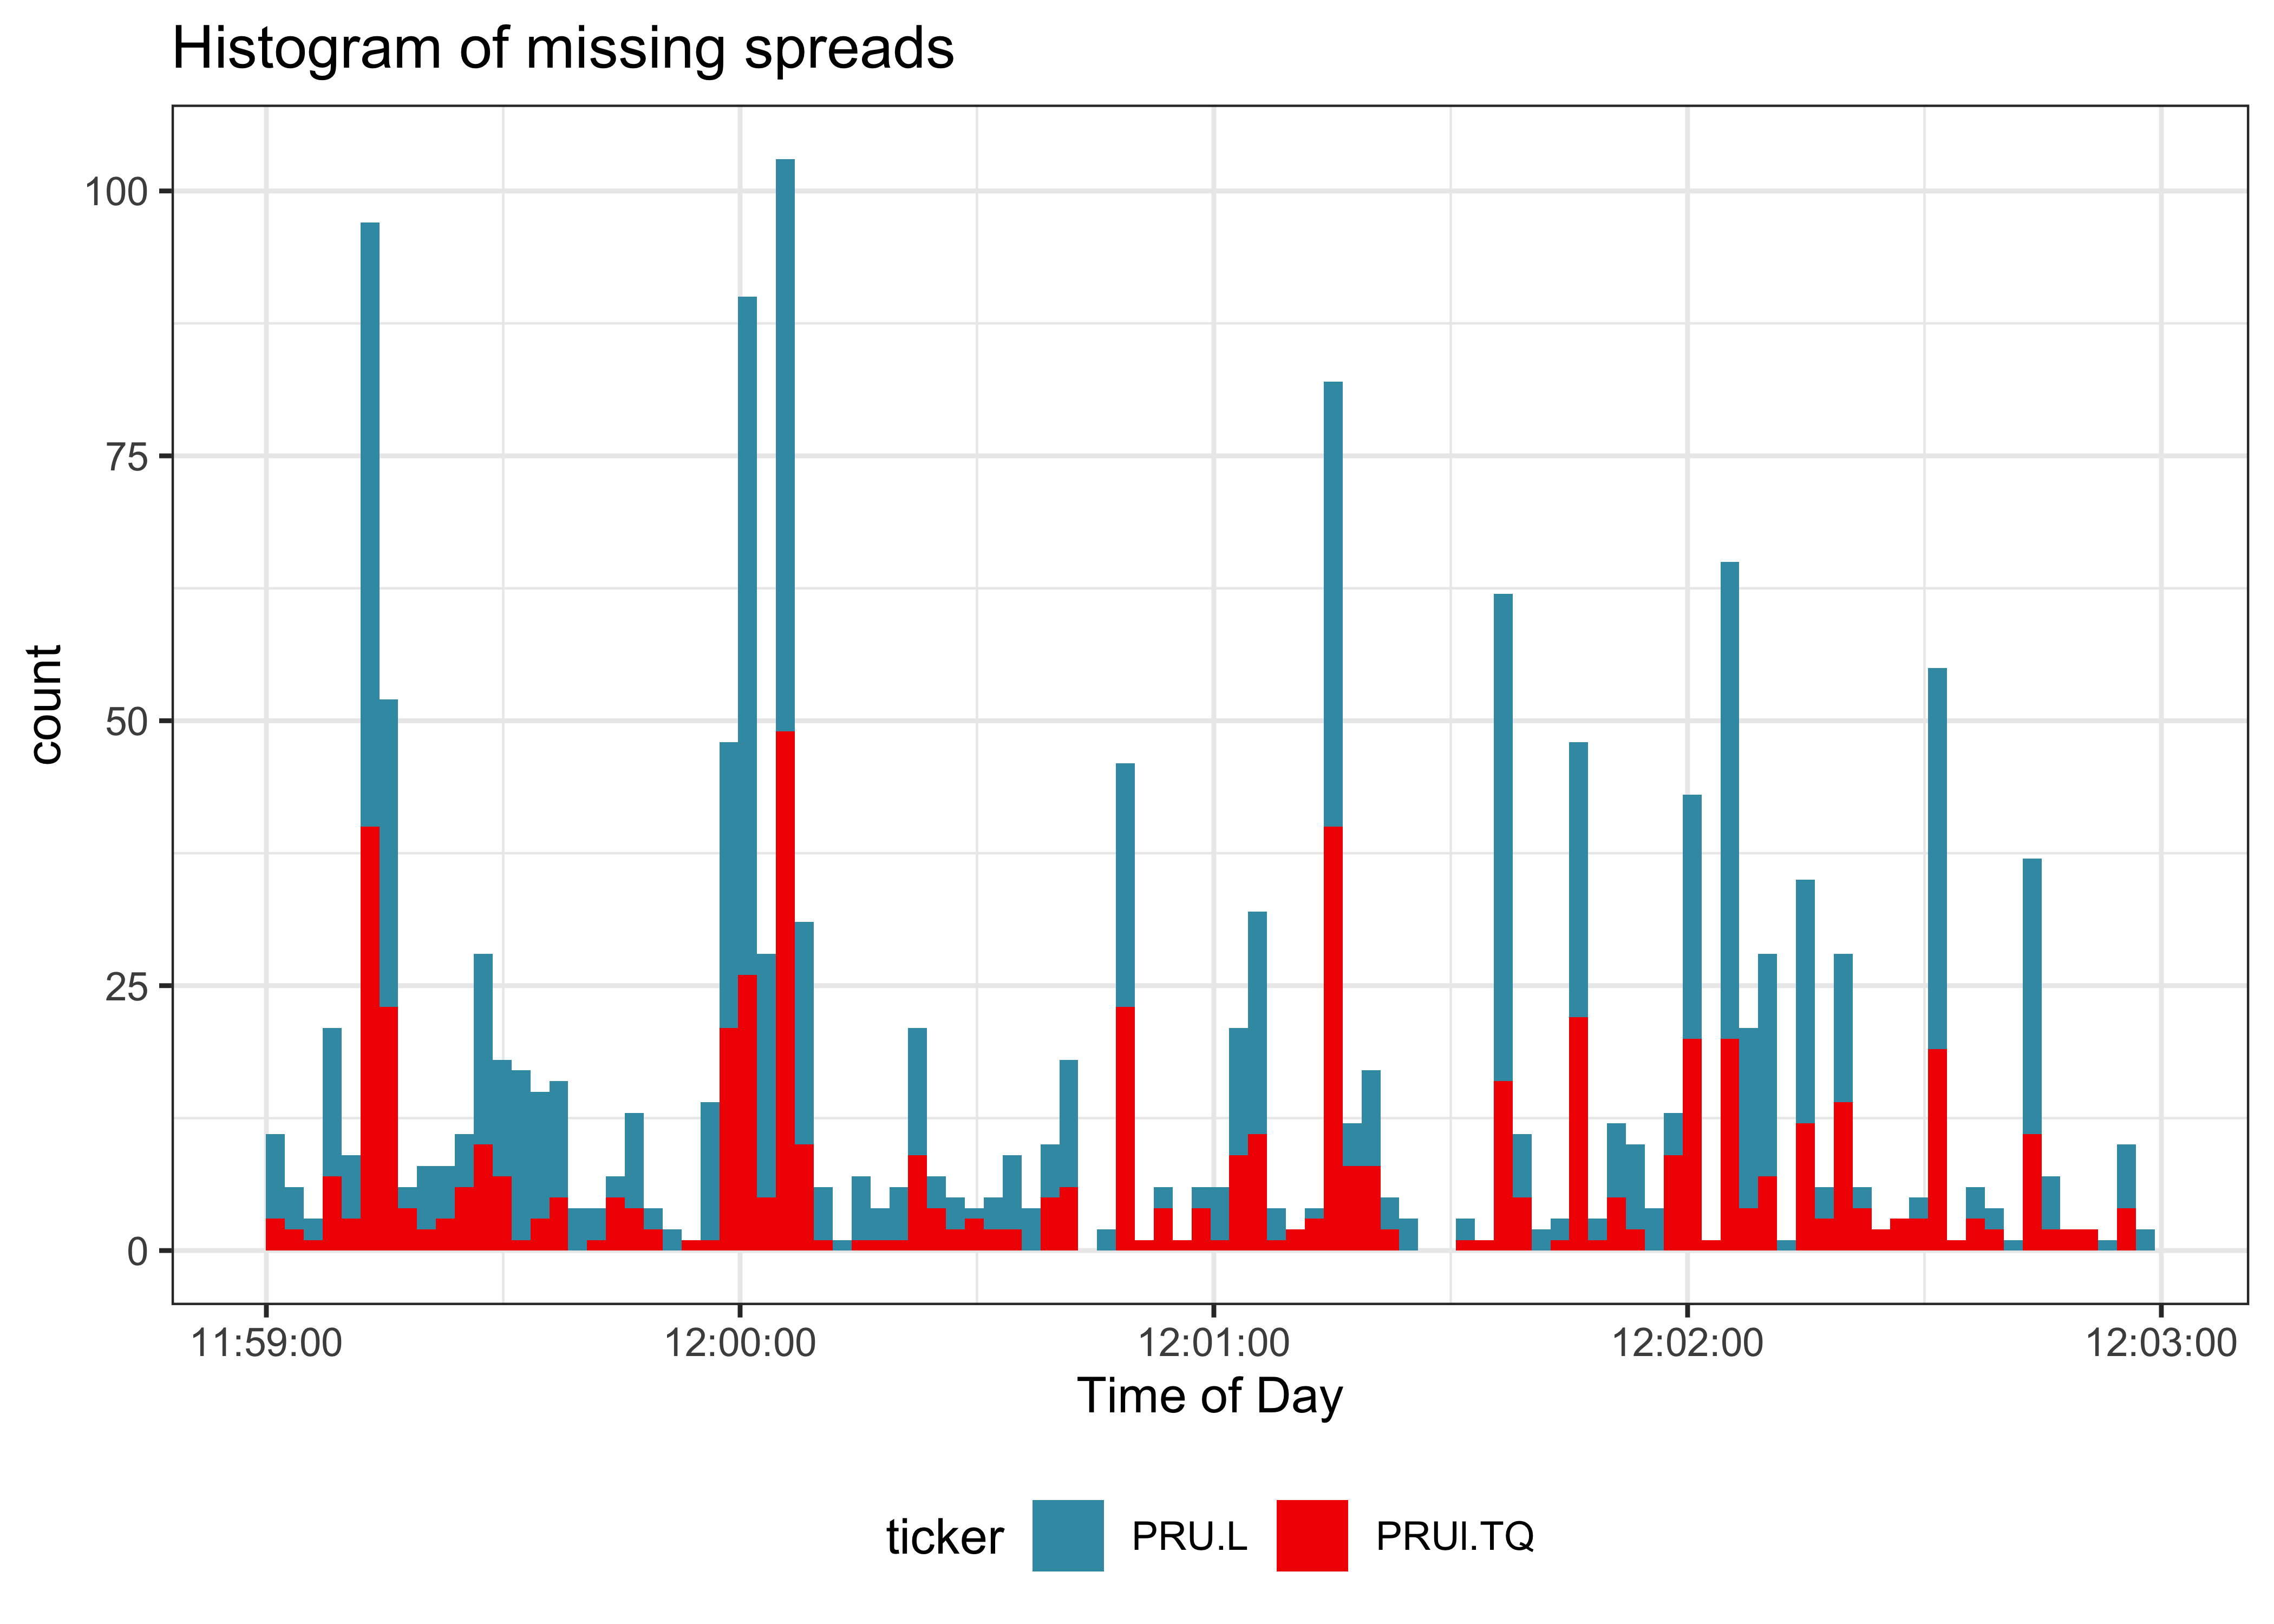 Histogram of missing spreads
100
75
50
25
0
count
11:59:00 12:00:00 12:01:00 12:02:00 12:03:00
Time of Day
ticker PRU.L PRUI.TQ